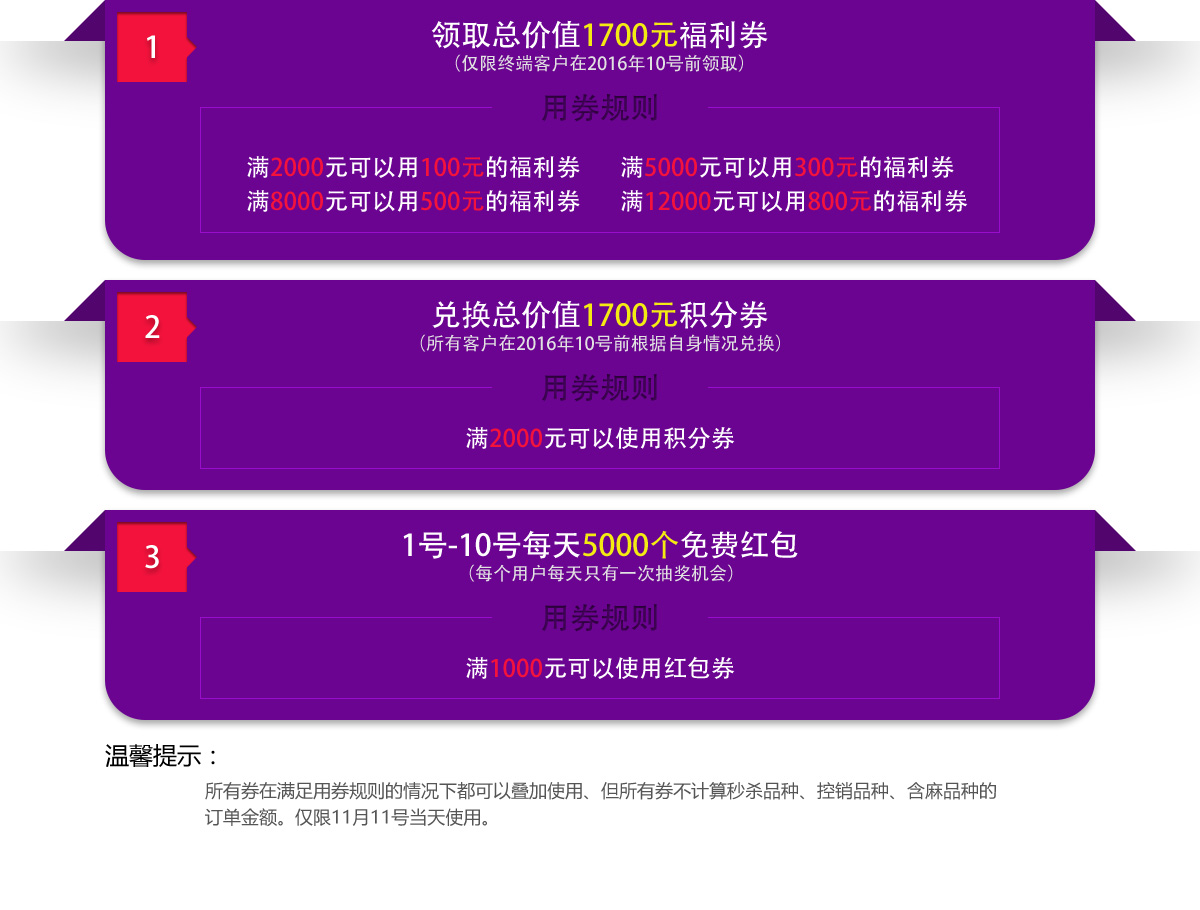 1
领取总价值1700元福利券
（仅限终端客户在2016年10号前领取）
用券规则
满2000元可以用100元的福利券 满5000元可以用300元的福利券
满8000元可以用500元的福利券 满12000元可以用800元的福利券
2
兑换总价值1700元积分券
（所有客户在2016年10号前根据自身情况兑换）
用券规则
满2000元可以使用积分券
3
1号-10号每天5000个免费红包
（每个用户每天只有一次抽奖机会）
用券规则
满1000元可以使用红包券
温馨提示：
所有券在满足用券规则的情况下都可以叠加使用、但所有券不计算秒杀品种、控销品种、含麻品种的
订单金额。仅限11月11号当天使用。